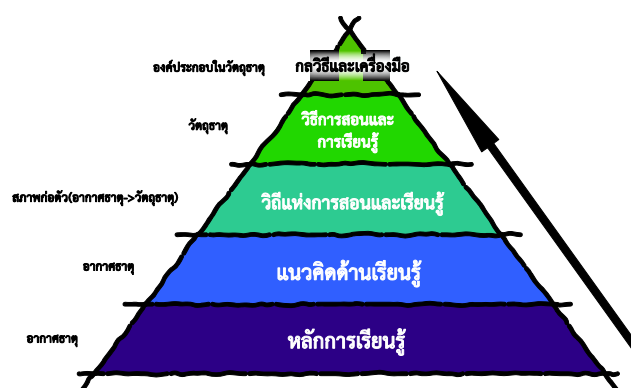 องค์ประกอบในวัตถุธาตุ
กลวิธีและเครื่องมือ
วัตถุธาตุ
วิธีการสอนและ
การเรียนรู้
สภาพก่อตัว(อากาศธาตุ->วัตถุธาตุ)
วิถีแห่งการสอนและเรียนรู้
อากาศธาตุ
แนวคิดด้านเรียนรู้
อากาศธาตุ
หลักการเรียนรู้